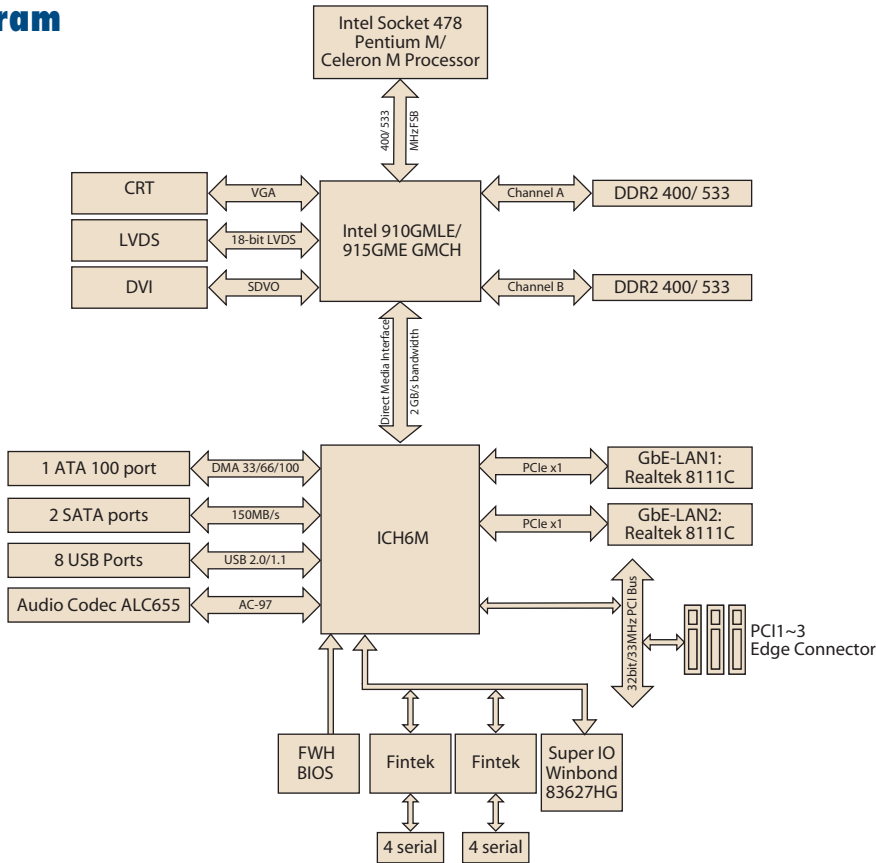 ram
Intel Socket 478
Pentium M/
Celeron M Processor
400/ 533
MHz FSB
CRT
VGA
LVDS
18-bit LVDS
DVI
SDVO
Intel 910GMLE/
915GME GMCH
Channel A
DDR2 400/ 533
Channel B
DDR2 400/ 533
Direct Media Interface
2 GB/s bandwidth
1 ATA 100 port
DMA 33/66/100
2 SATA ports
150MB/s
8 USB Ports
USB 2.0/1.1
Audio Codec ALC655
AC-97
ICH6M
PCIe x1
GbE-LAN1:
Realtek 8111C
PCIe x1
GbE-LAN2:
Realtek 8111C
32bit/33MHz PCI Bus
PCI1~3
Edge Connector
FWH
BIOS
Fintek
Fintek
Super IO
Winbond
83627HG
4 serial
4 serial